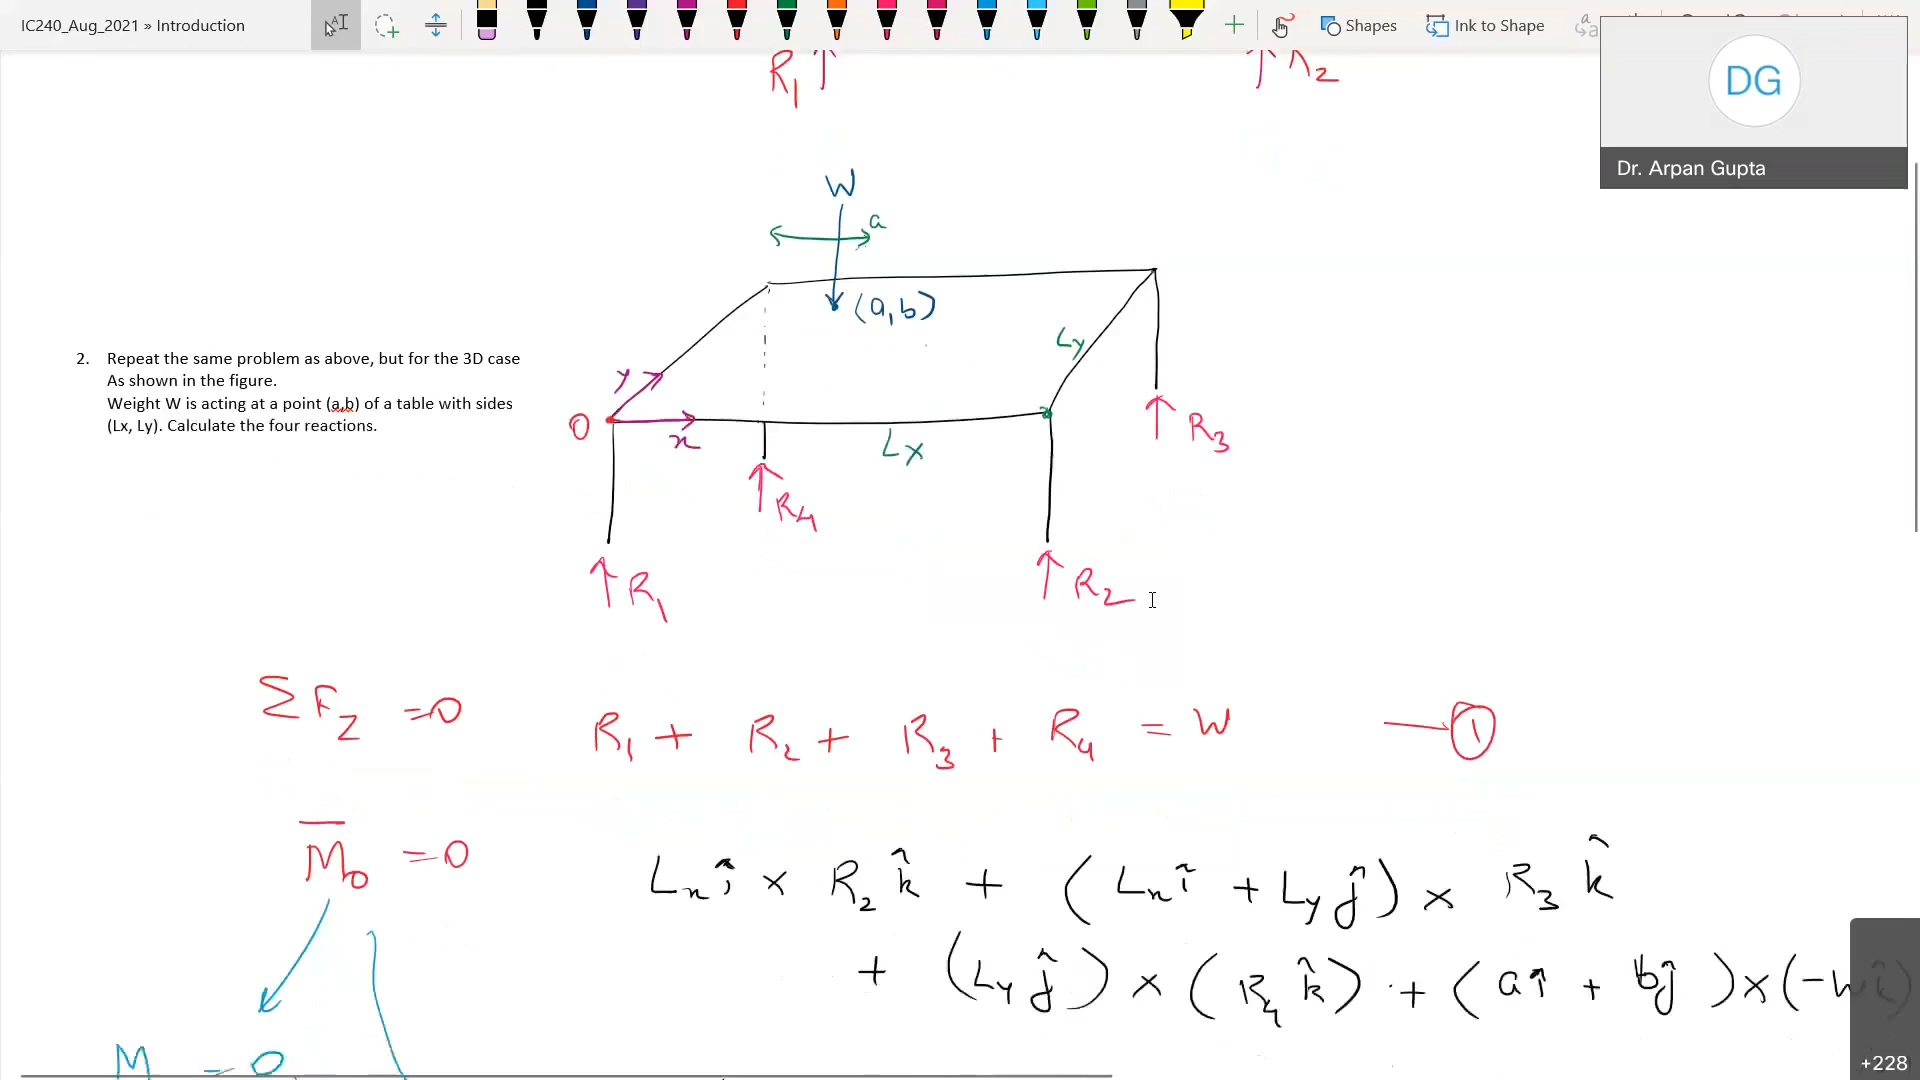 IC240_Aug_2021 » Introduction
Shapes
Ink to Shape
DG
Dr. Arpan Gupta
R1
R2
W
a
(a,b)
Ly
y
O
x
Lx
R3
R4
R1
R2
2. Repeat the same problem as above, but for the 3D case
As shown in the figure.
Weight W is acting at a point (a,b) of a table with sides
(Lx, Ly). Calculate the four reactions.
ΣFz =0
R1 + R2 + R3 + R4 = W — ①
M̅o =0
Lx î × R2 k̂ + (Lx î + Ly ĵ) × R3 k̂
+ (Ly ĵ) × (R4 k̂) + (aî + bĵ) × (-W k̂)
M = 0
+228